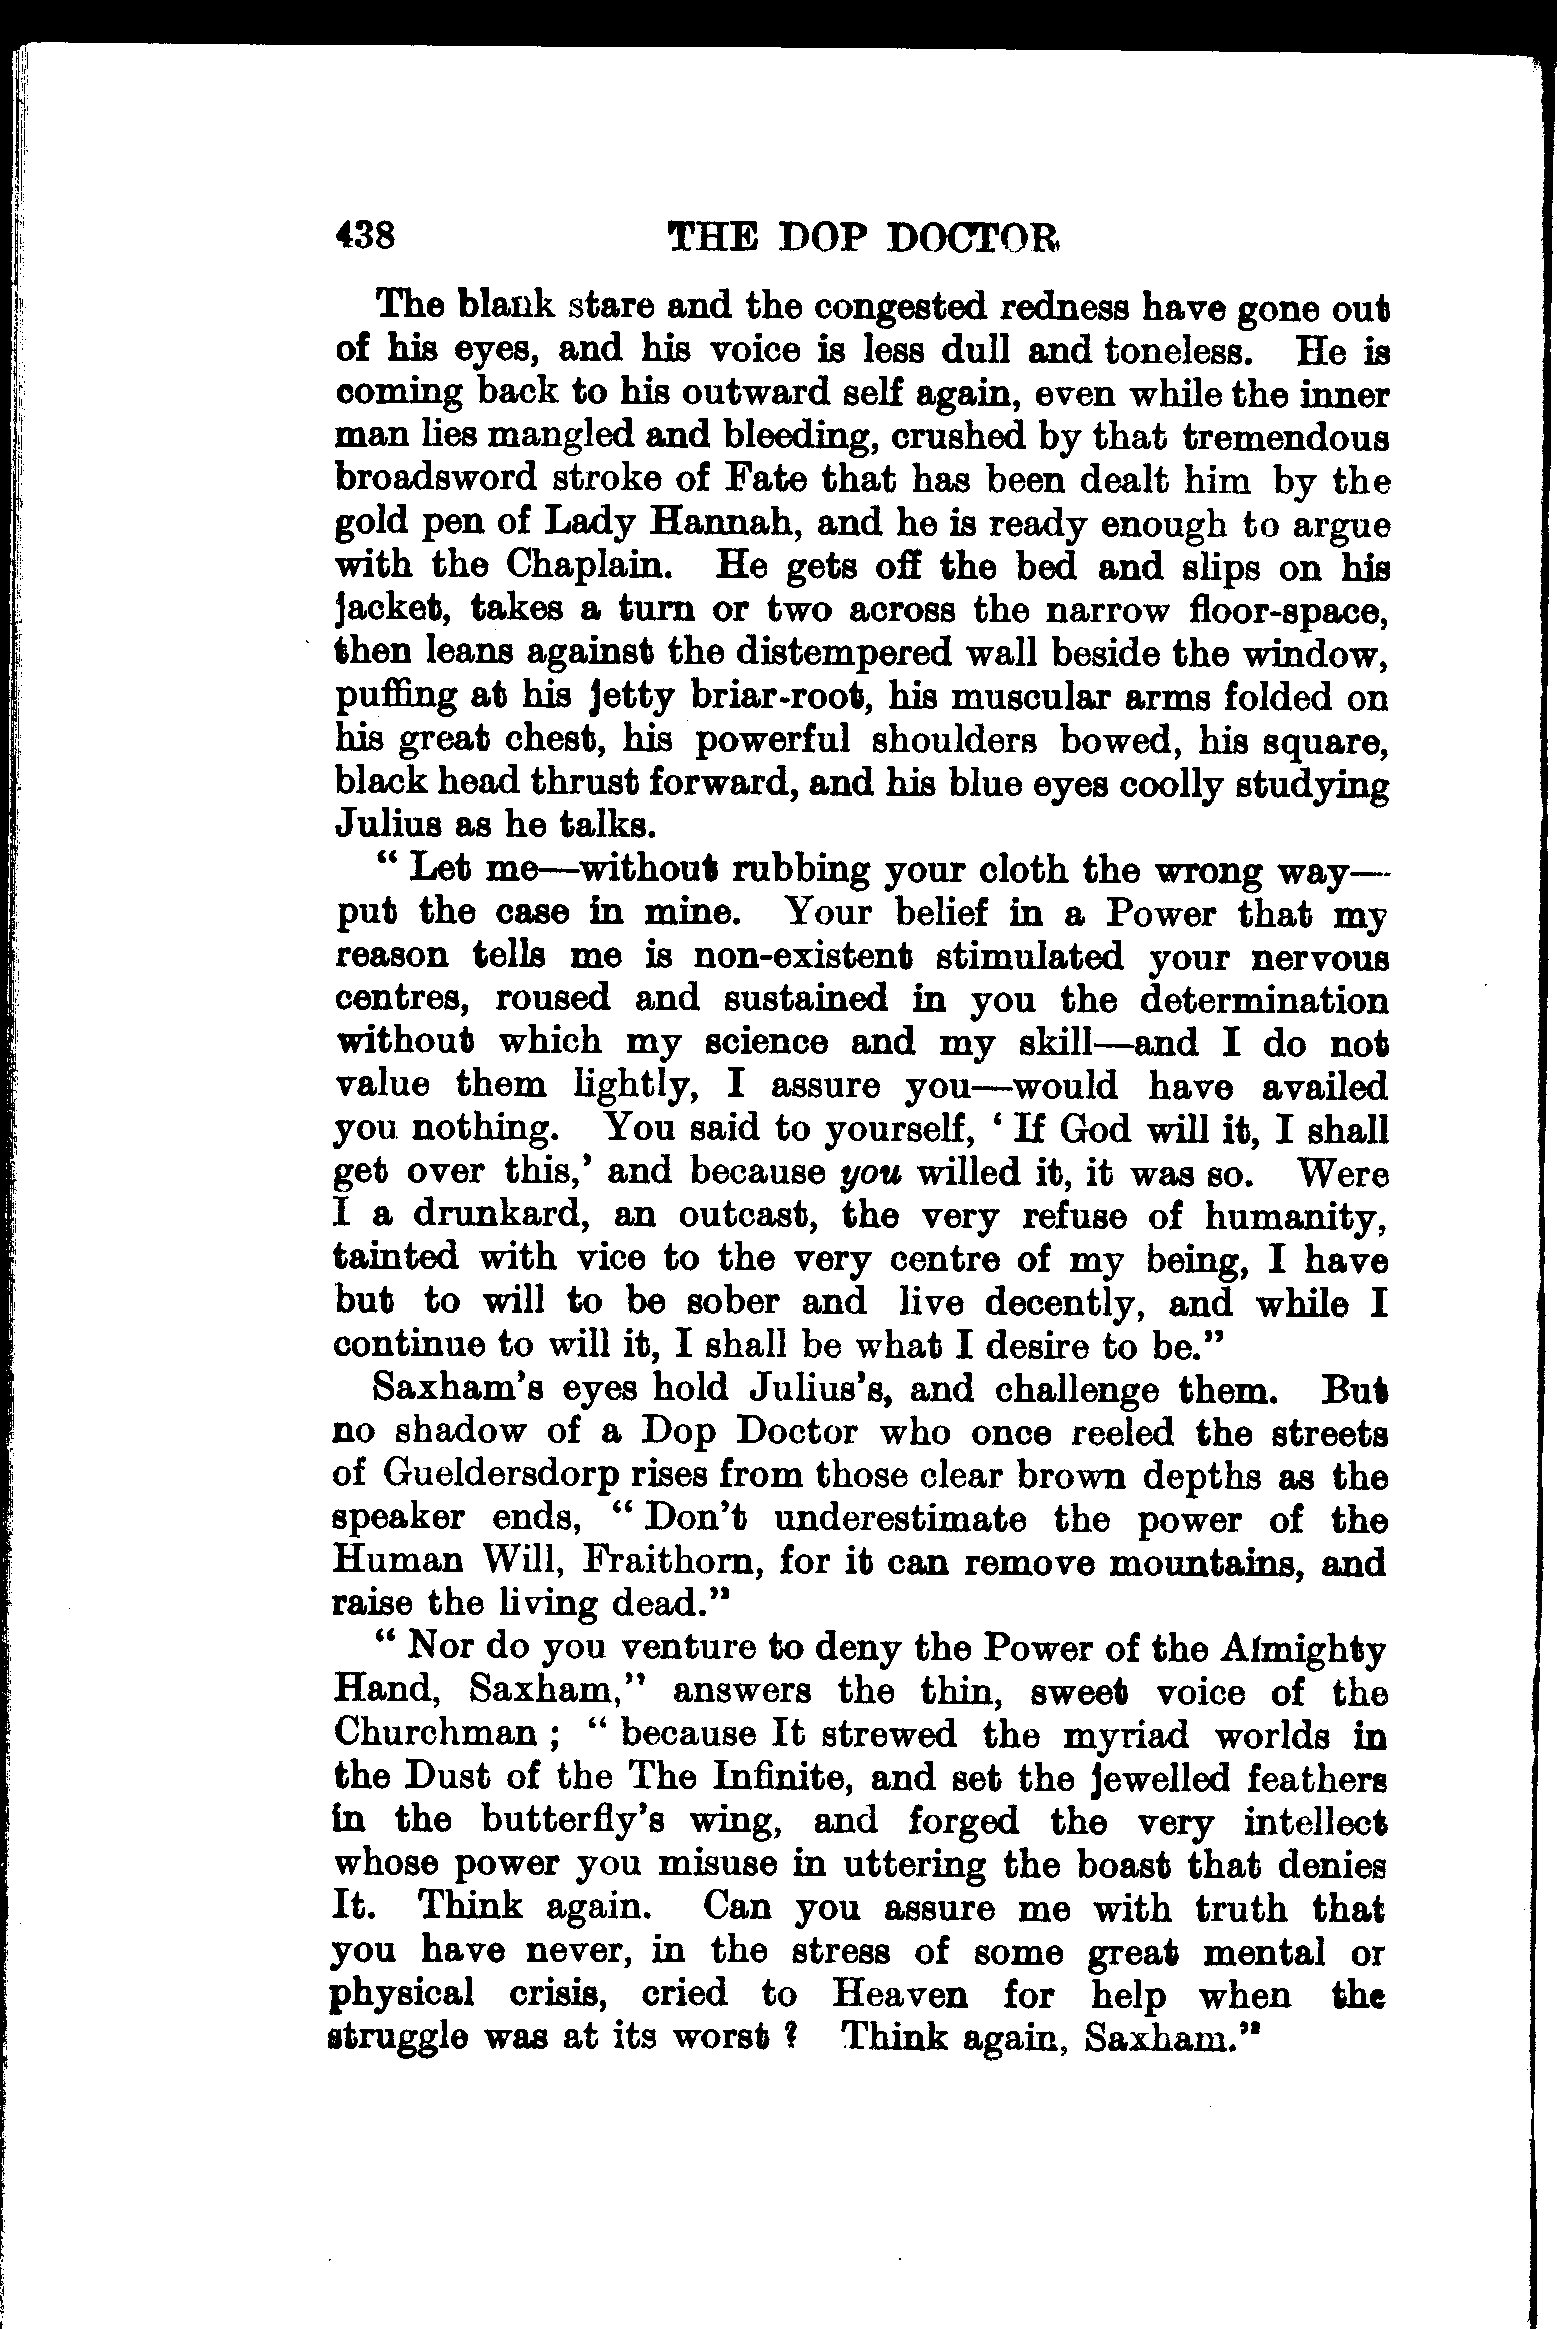 438 THE DOP DOCTOR
The blank stare and the congested redness have gone out
of his eyes, and his voice is less dull and toneless. He is
coming back to his outward self again, even while the inner
man lies mangled and bleeding, crushed by that tremendous
broadsword stroke of Fate that has been dealt him by the
gold pen of Lady Hannah, and he is ready enough to argue
with the Chaplain. He gets off the bed and slips on his
jacket, takes a turn or two across the narrow floor-space,
then leans against the distempered wall beside the window,
puffing at his jetty briar-root, his muscular arms folded on
his great chest, his powerful shoulders bowed, his square,
black head thrust forward, and his blue eyes coolly studying
Julius as he talks.
“ Let me—without rubbing your cloth the wrong way—
put the case in mine. Your belief in a Power that my
reason tells me is non-existent stimulated your nervous
centres, roused and sustained in you the determination
without which my science and my skill—and I do not
value them lightly, I assure you—would have availed
you nothing. You said to yourself, ‘ If God will it, I shall
get over this,’ and because you willed it, it was so. Were
I a drunkard, an outcast, the very refuse of humanity,
tainted with vice to the very centre of my being, I have
but to will to be sober and live decently, and while I
continue to will it, I shall be what I desire to be.”
Saxham’s eyes hold Julius’s, and challenge them. But
no shadow of a Dop Doctor who once reeled the streets
of Gueldersdorp rises from those clear brown depths as the
speaker ends, “ Don’t underestimate the power of the
Human Will, Fraithorn, for it can remove mountains, and
raise the living dead.”
“ Nor do you venture to deny the Power of the Almighty
Hand, Saxham,” answers the thin, sweet voice of the
Churchman ; “ because It strewed the myriad worlds in
the Dust of the The Infinite, and set the jewelled feathers
in the butterfly’s wing, and forged the very intellect
whose power you misuse in uttering the boast that denies
It. Think again. Can you assure me with truth that
you have never, in the stress of some great mental or
physical crisis, cried to Heaven for help when the
struggle was at its worst ? Think again, Saxham.”